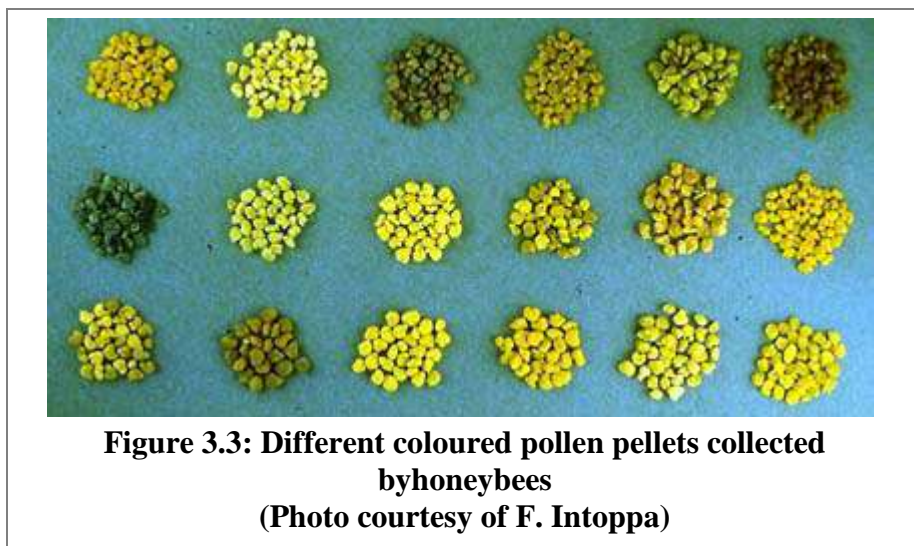 Figure 3.3: Different coloured pollen pellets collected
byhoneybees
(Photo courtesy of F. Intoppa)